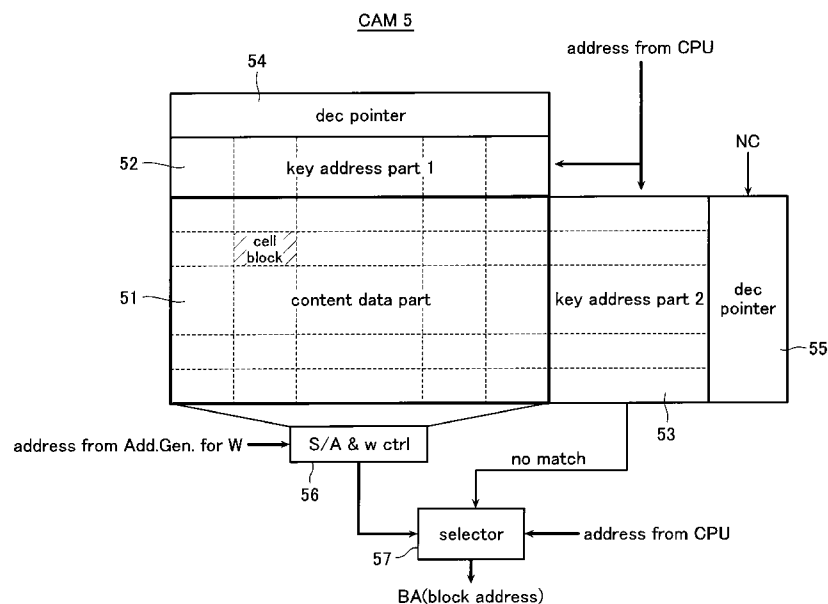 CAM 5
address from CPU
54
dec pointer
NC
52
key address part 1
cell
block
51
content data part
key address part 2
dec
pointer
55
53
address from Add.Gen. for W
S/A & w ctrl
56
no match
selector
57
address from CPU
BA(block address)